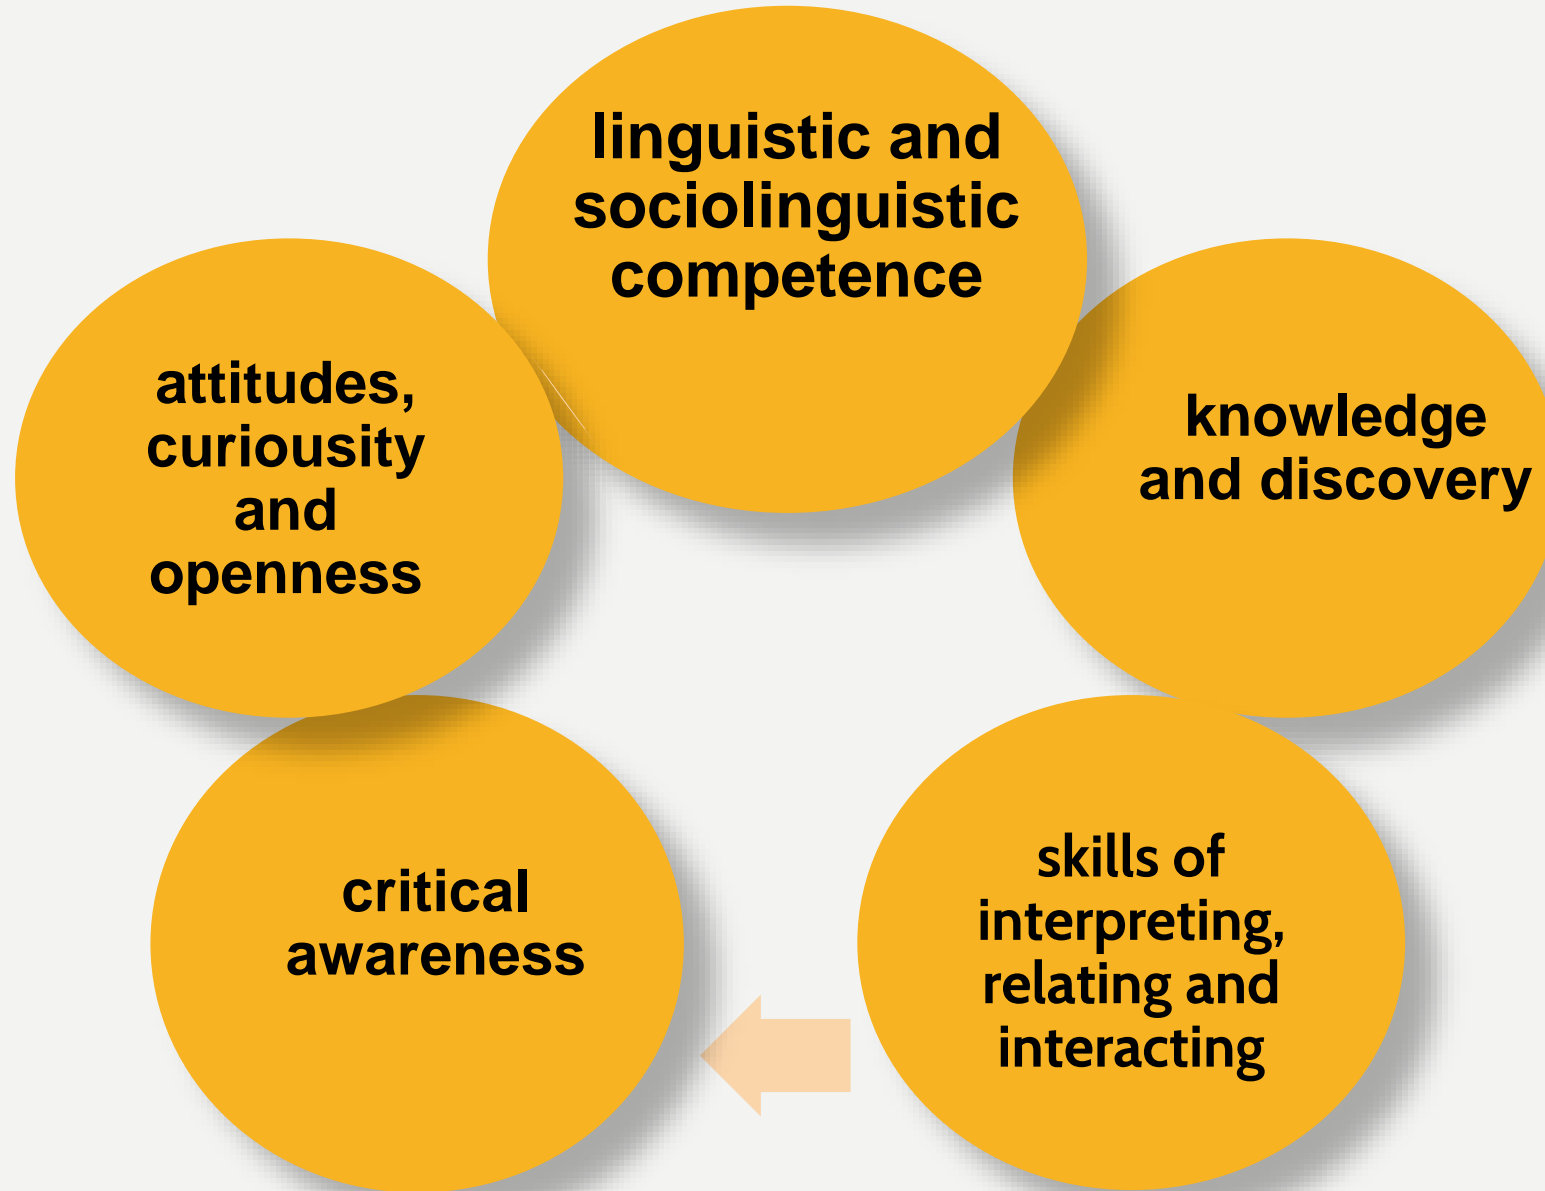 linguistic and
sociolinguistic
competence
attitudes,
curiousity
and
openness
knowledge
and discovery
critical
awareness
skills of
interpreting,
relating and
interacting